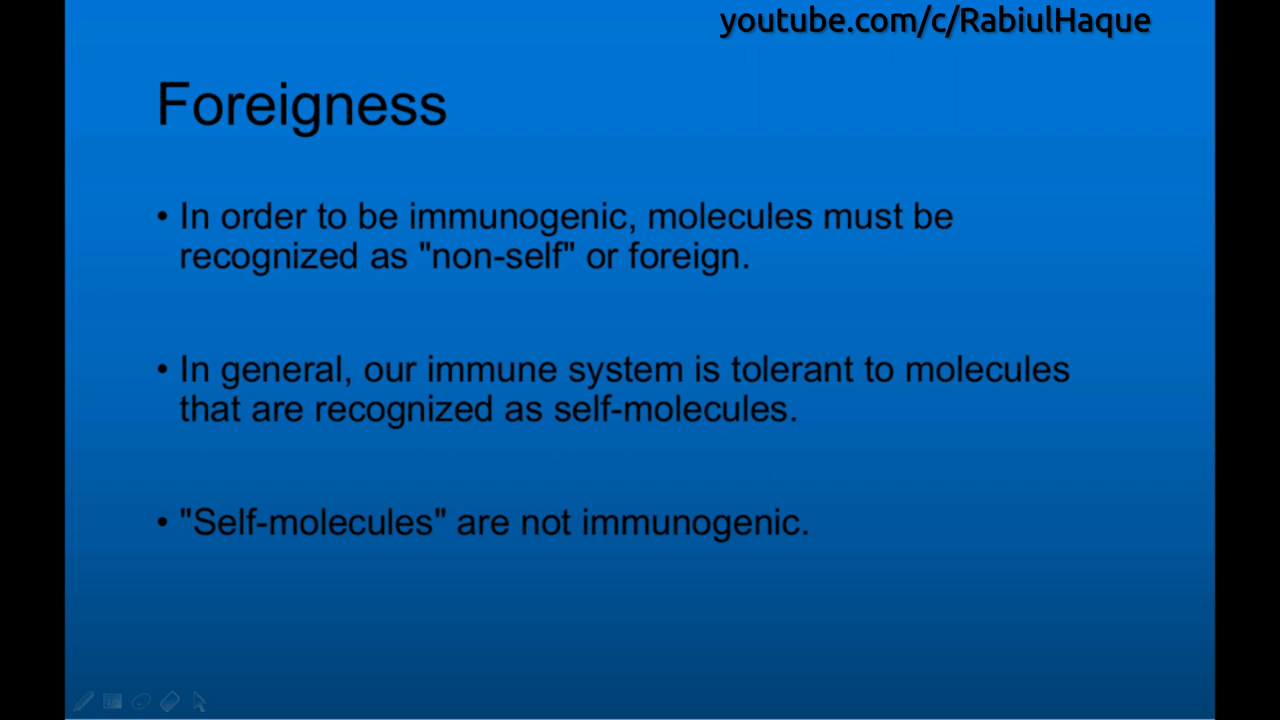 youtube.com/c/RabiulHaque
Foreigness
• In order to be immunogenic, molecules must be
recognized as "non-self" or foreign.
• In general, our immune system is tolerant to molecules
that are recognized as self-molecules.
• "Self-molecules" are not immunogenic.